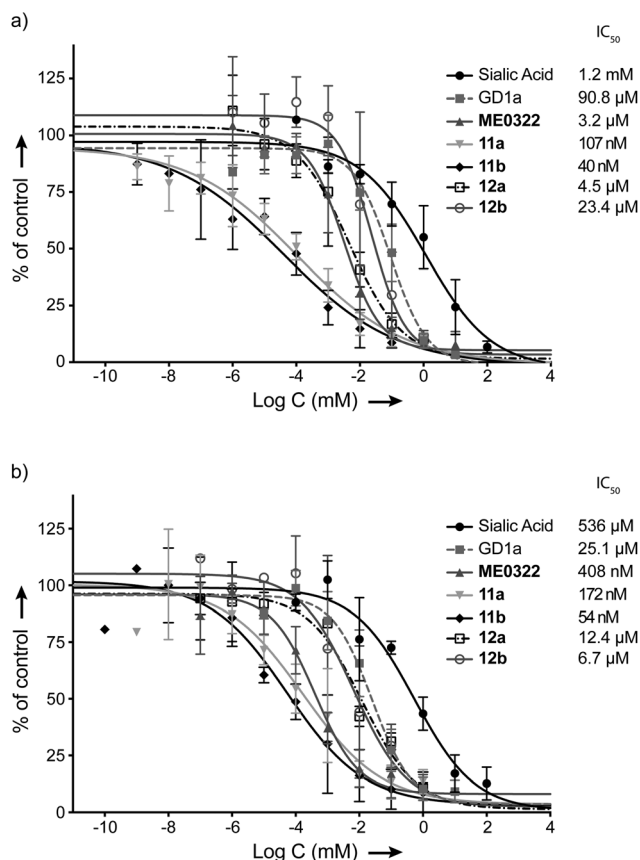 a)
IC50
Sialic Acid 1.2 mM
GD1a 90.8 µM
ME0322 3.2 µM
11a 107 nM
11b 40 nM
12a 4.5 µM
12b 23.4 µM
% of control
125
100
75
50
25
0
-10 -8 -6 -4 -2 0 2 4
Log C (mM)
b)
IC50
Sialic Acid 536 µM
GD1a 25.1 µM
ME0322 408 nM
11a 172 nM
11b 54 nM
12a 12.4 µM
12b 6.7 µM
% of control
125
100
75
50
25
0
-10 -8 -6 -4 -2 0 2 4
Log C (mM)